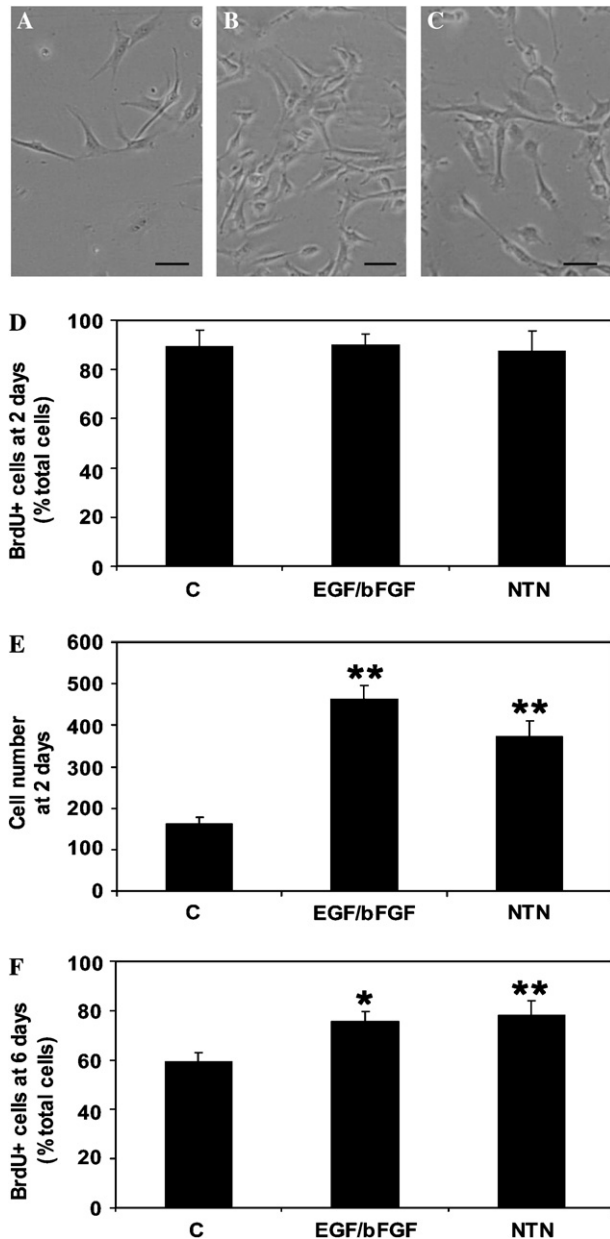 A B C
D
BrdU+ cells at 2 days
(% total cells)
100
80
60
40
20
0
C EGF/bFGF NTN
E
Cell number
at 2 days
600
500
400
300
200
100
0
** **
C EGF/bFGF NTN
F
BrdU+ cells at 6 days
(% total cells)
100
80
60
40
20
0
* **
C EGF/bFGF NTN